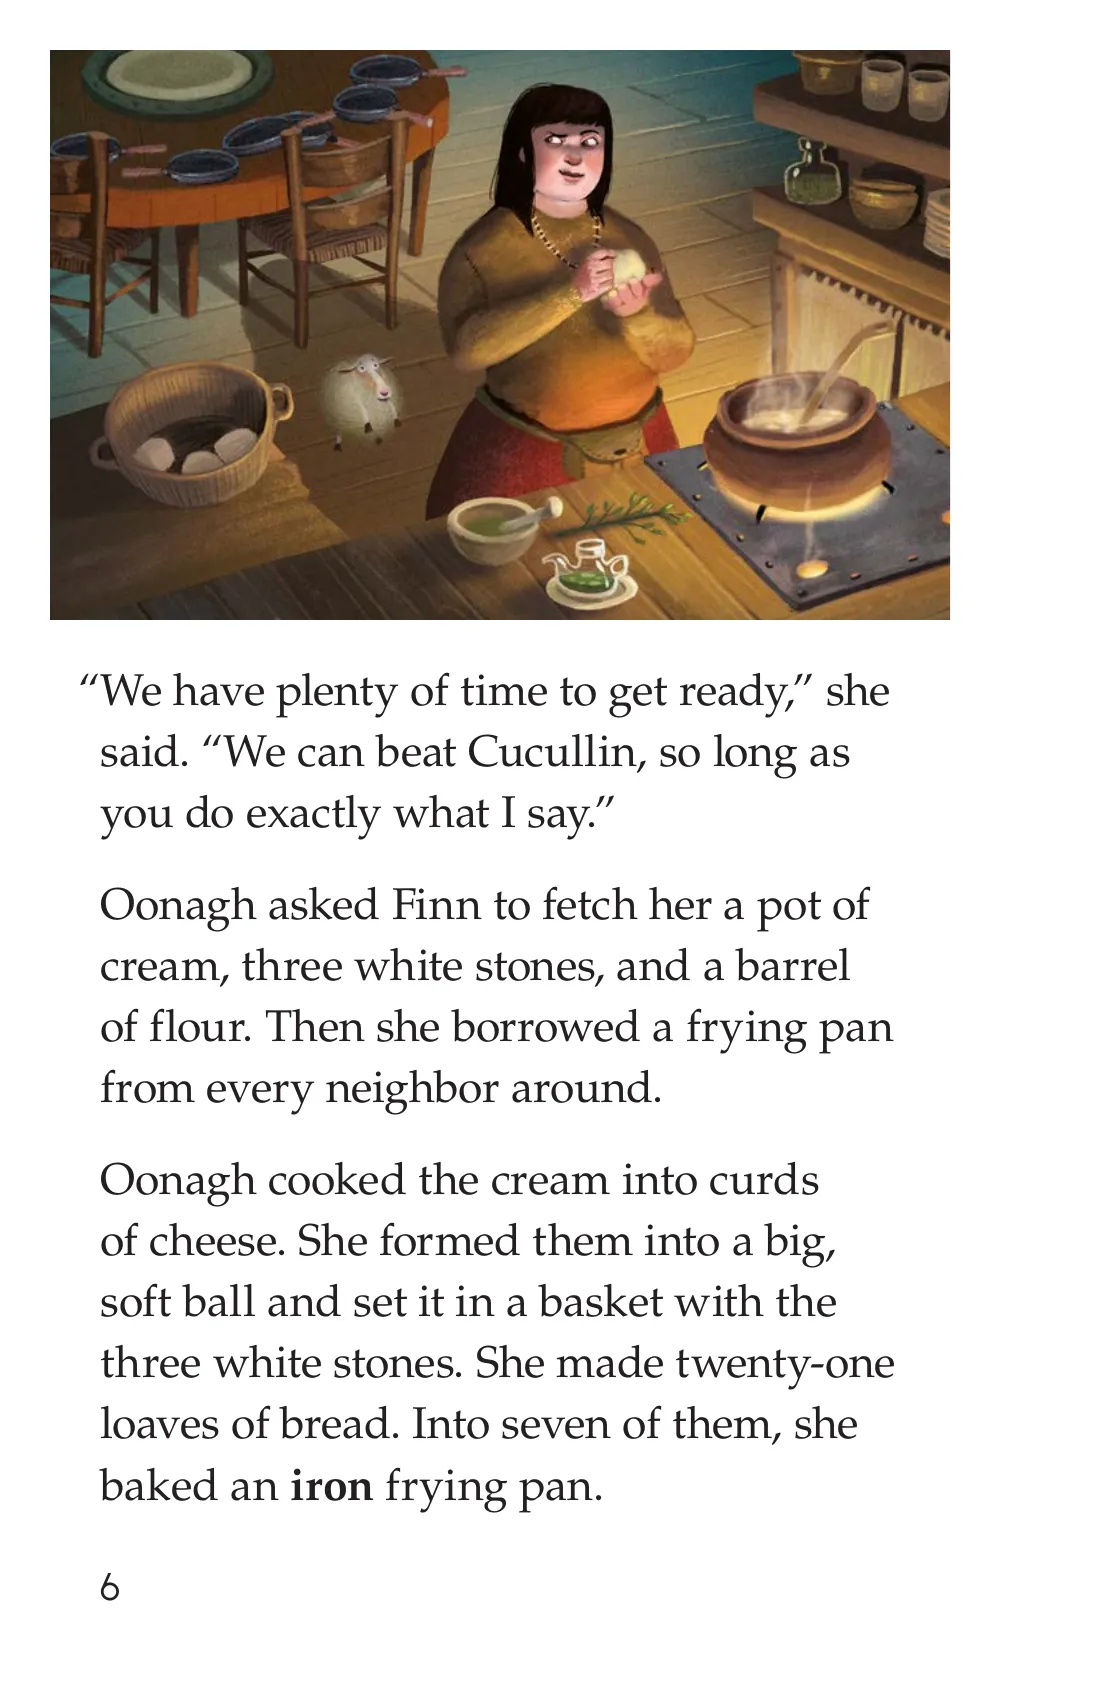 “We have plenty of time to get ready,” she
said. “We can beat Cucullin, so long as
you do exactly what I say.”
Oonagh asked Finn to fetch her a pot of
cream, three white stones, and a barrel
of flour. Then she borrowed a frying pan
from every neighbor around.
Oonagh cooked the cream into curds
of cheese. She formed them into a big,
soft ball and set it in a basket with the
three white stones. She made twenty-one
loaves of bread. Into seven of them, she
baked an iron frying pan.
6